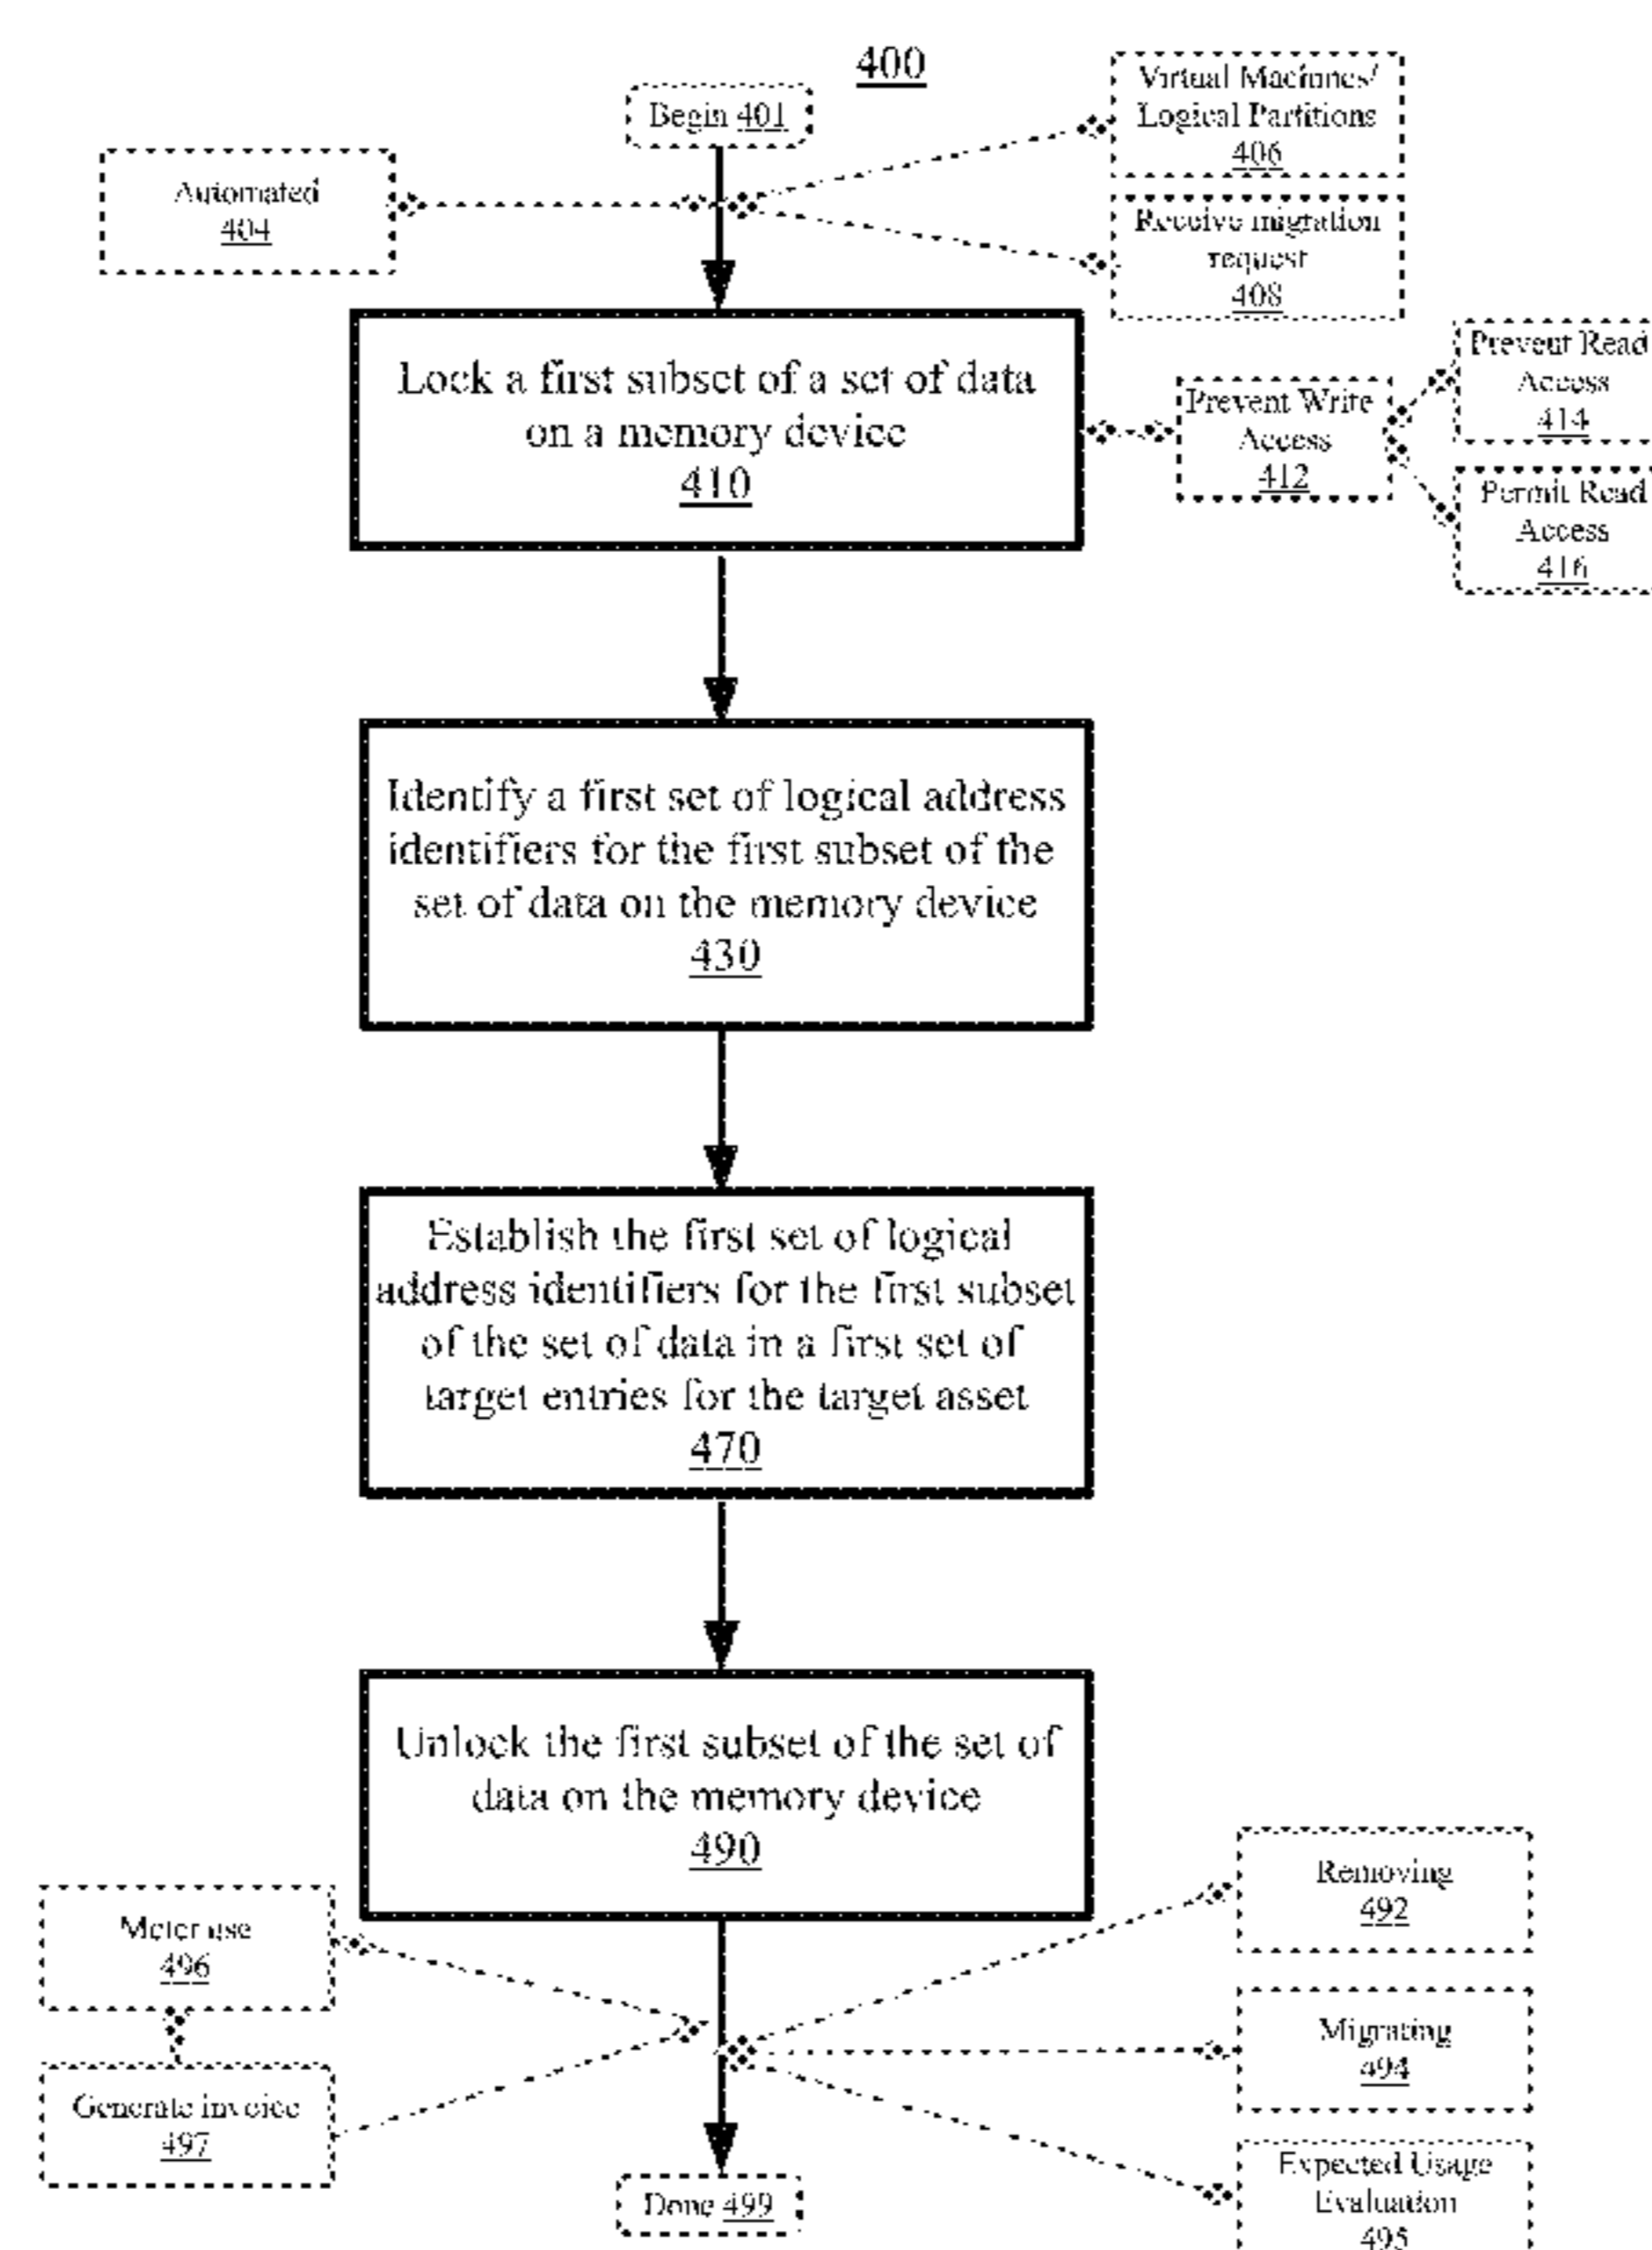 400
Begin 401
Virtual Machines/
Logical Partitions
406
Automated
404
Receive migration
request
408
Lock a first subset of a set of data
on a memory device
410
Prevent Write
Access
412
Prevent Read
Access
414
Permit Read
Access
416
Identify a first set of logical address
identifiers for the first subset of the
set of data on the memory device
430
Establish the first set of logical
address identifiers for the first subset
of the set of data in a first set of
target entries for the target asset
470
Unlock the first subset of the set of
data on the memory device
490
Meter use
496
Generate invoice
497
Removing
492
Migrating
494
Expected Usage
Evaluation
495
Done 499